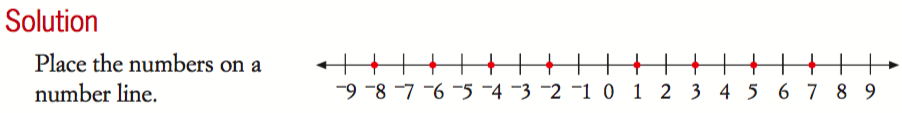 Solution
Place the numbers on a
number line.
⁻9 ⁻8 ⁻7 ⁻6 ⁻5 ⁻4 ⁻3 ⁻2 ⁻1 0 1 2 3 4 5 6 7 8 9